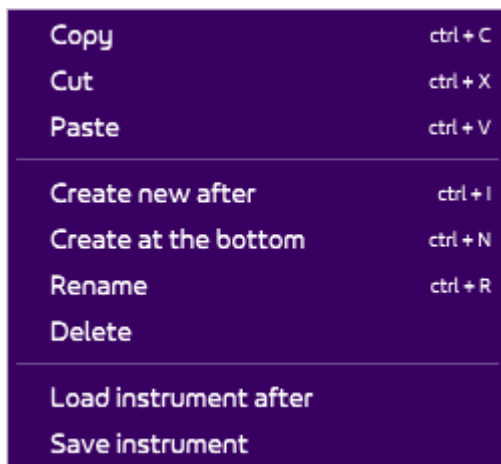 Copy ctrl + C
Cut ctrl + X
Paste ctrl + V
Create new after ctrl + I
Create at the bottom ctrl + N
Rename ctrl + R
Delete
Load instrument after
Save instrument